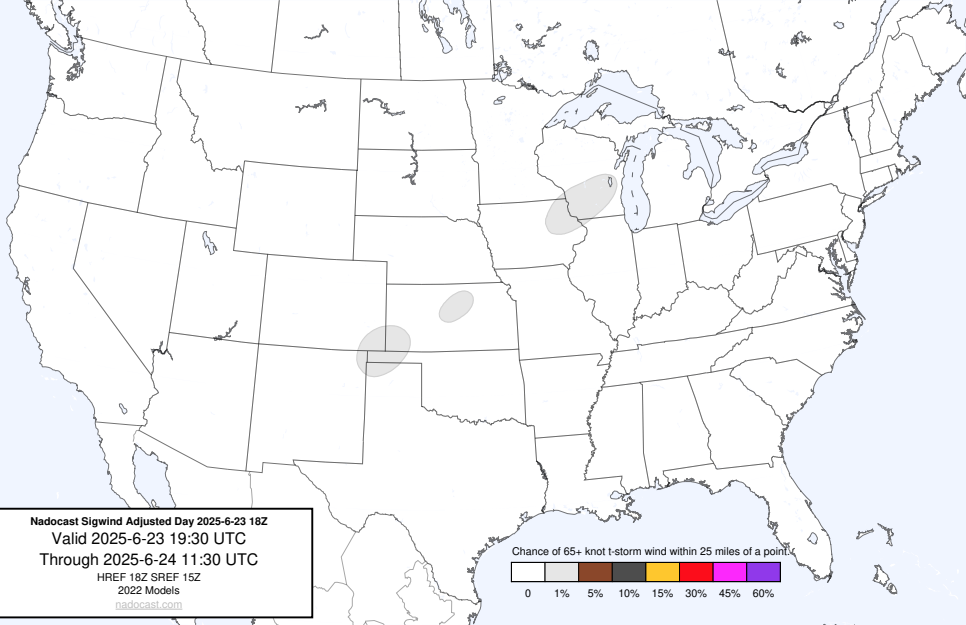 Nadocast Sigwind Adjusted Day 2025-6-23 18Z
Valid 2025-6-23 19:30 UTC
Through 2025-6-24 11:30 UTC
HREF 18Z SREF 15Z
2022 Models
nadocast.com
Chance of 65+ knot t-storm wind within 25 miles of a point.
0 1% 5% 10% 15% 30% 45% 60%